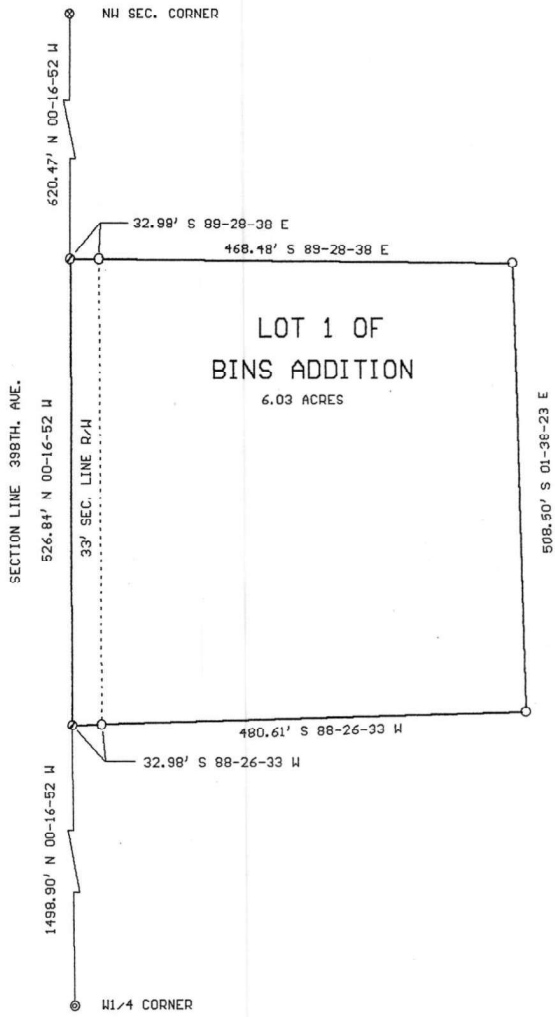 NW SEC. CORNER
620.47' N 00-16-52 W
32.98' S 89-28-38 E
468.48' S 89-28-38 E
LOT 1 OF
BINS ADDITION
6.03 ACRES
SECTION LINE 398TH. AVE.
526.84' N 00-16-52 W
33' SEC. LINE R/W
508.50' S 01-38-23 E
480.61' S 88-26-33 W
32.98' S 88-26-33 W
1498.90' N 00-16-52 W
W1/4 CORNER